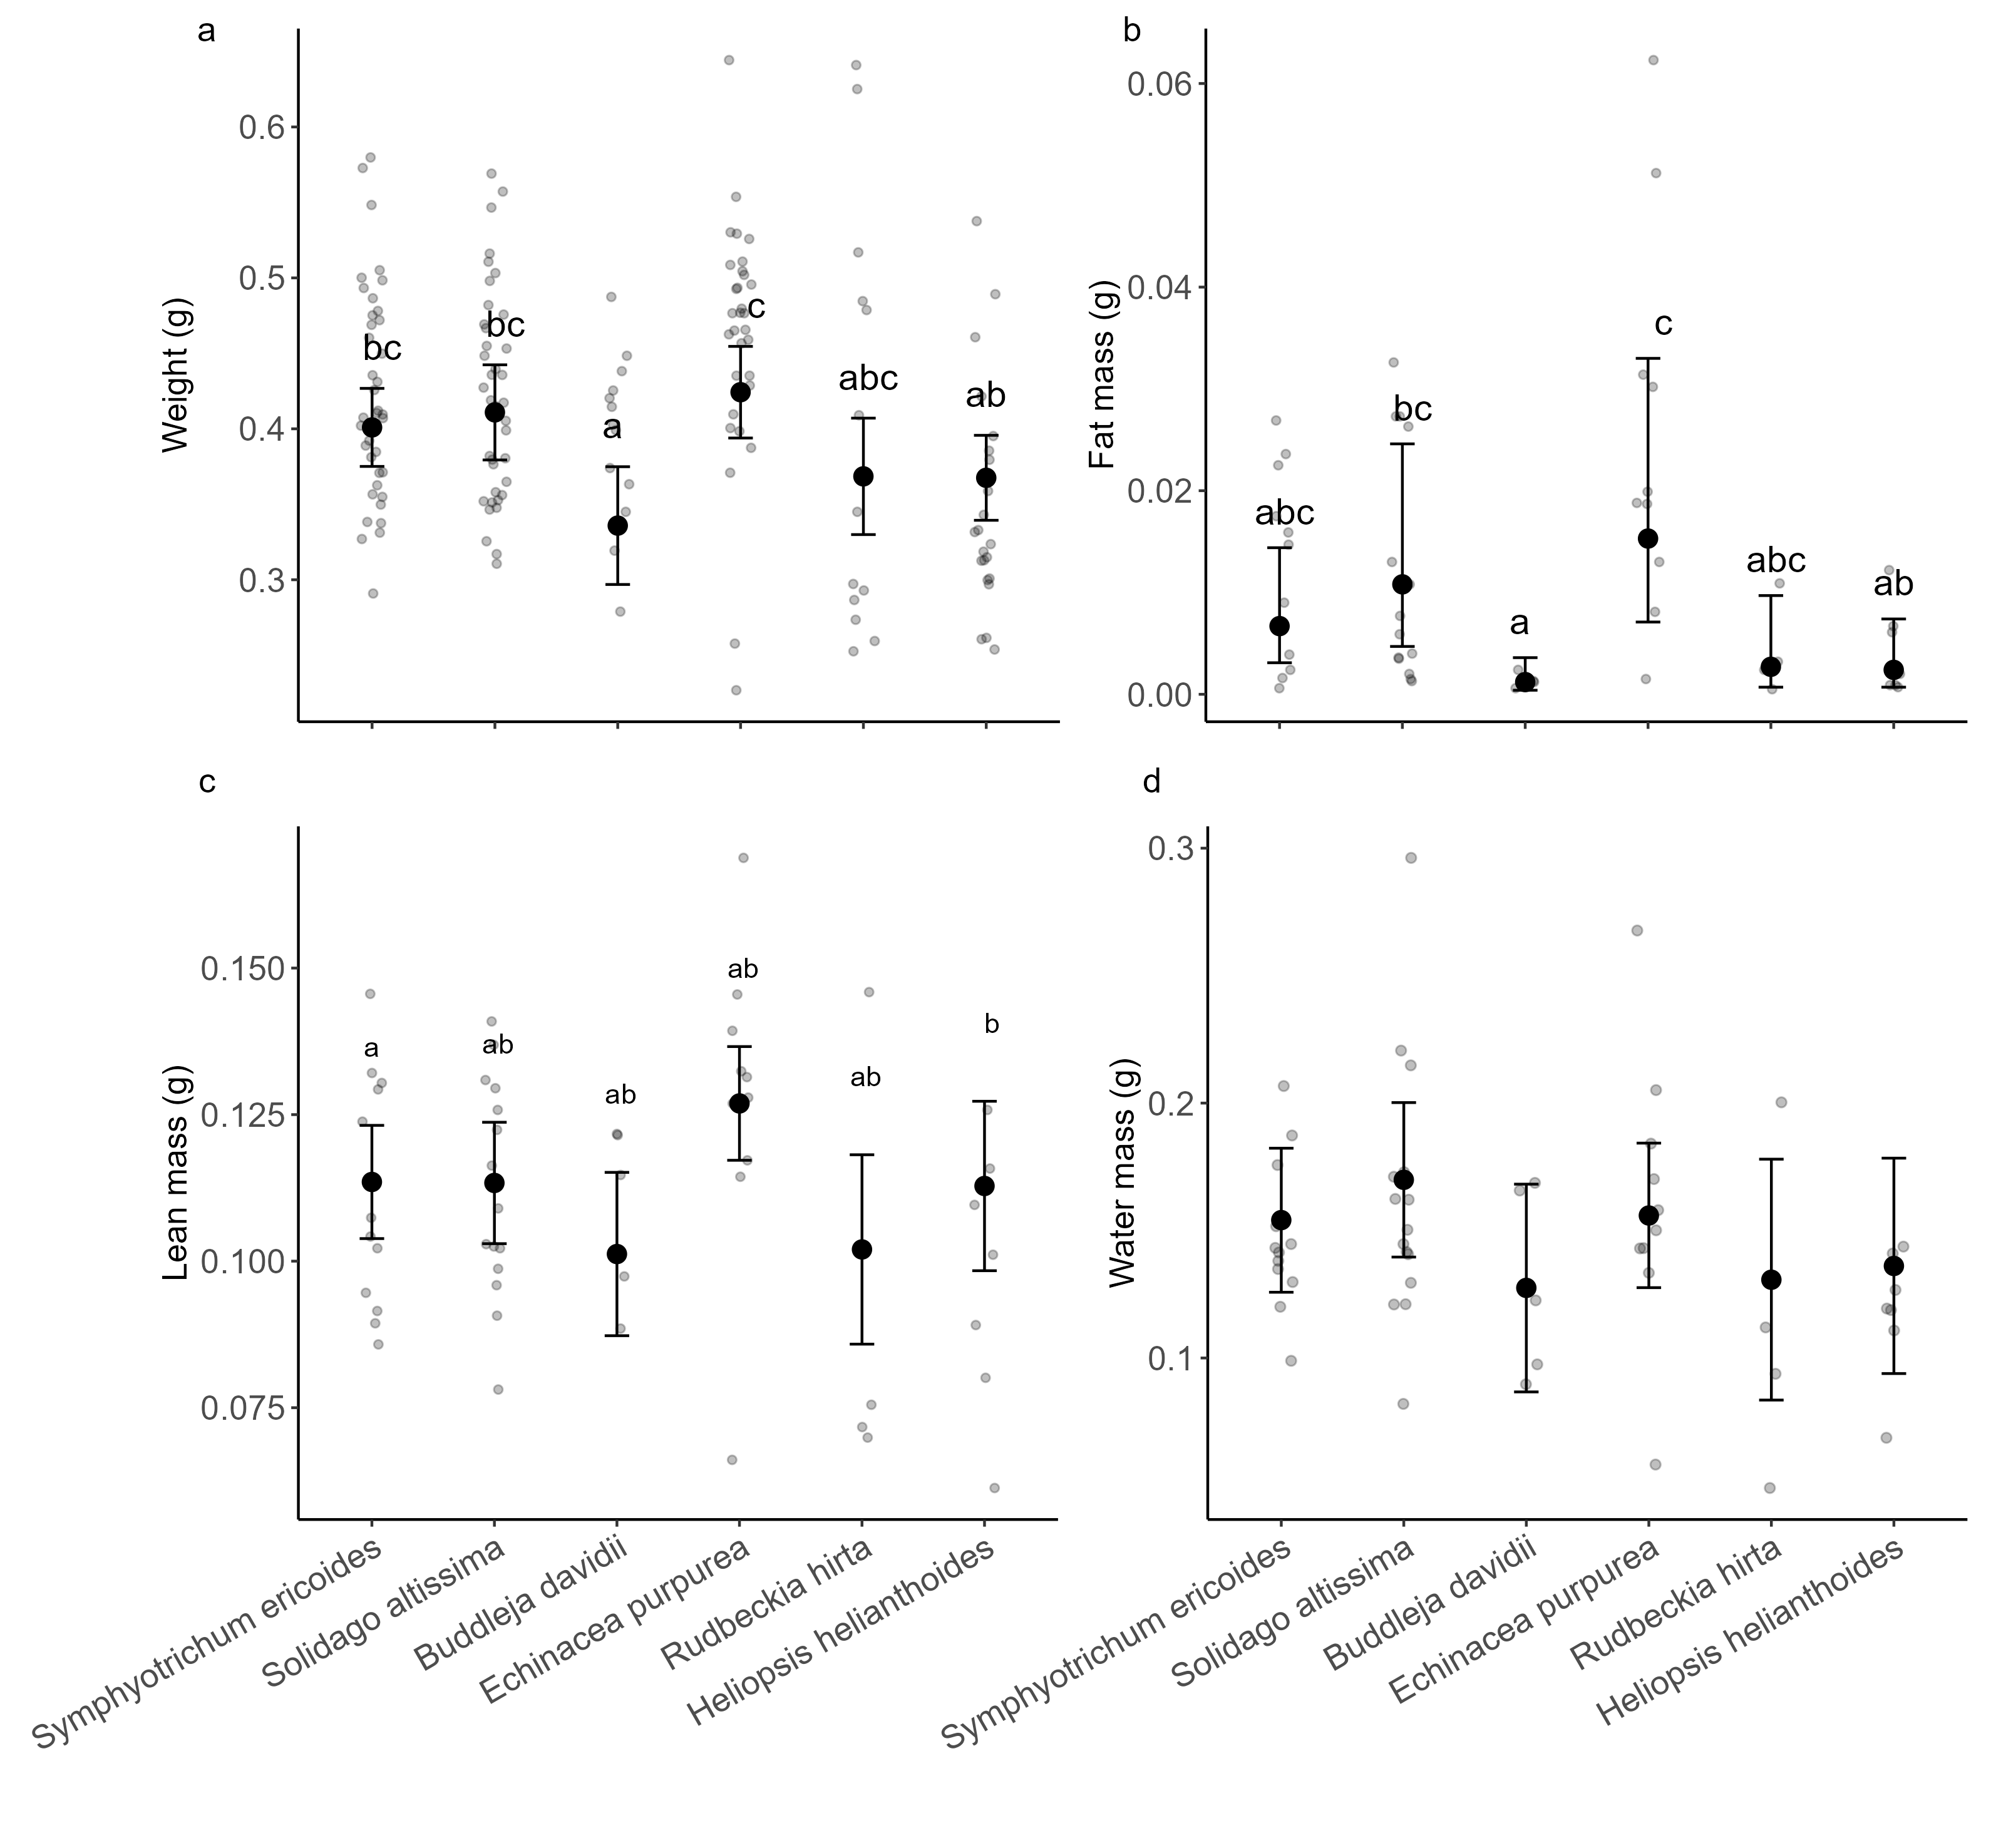 a
Weight (g)
0.6
0.5
0.4
0.3
bc
bc
a
c
abc
ab
b
Fat mass (g)
0.06
0.04
0.02
0.00
abc
bc
a
c
abc
ab
c
Lean mass (g)
0.150
0.125
0.100
0.075
a
ab
ab
ab
ab
b
Symphyotrichum ericoides
Solidago altissima
Buddleja davidii
Echinacea purpurea
Rudbeckia hirta
Heliopsis helianthoides
d
Water mass (g)
0.3
0.2
0.1
Symphyotrichum ericoides
Solidago altissima
Buddleja davidii
Echinacea purpurea
Rudbeckia hirta
Heliopsis helianthoides